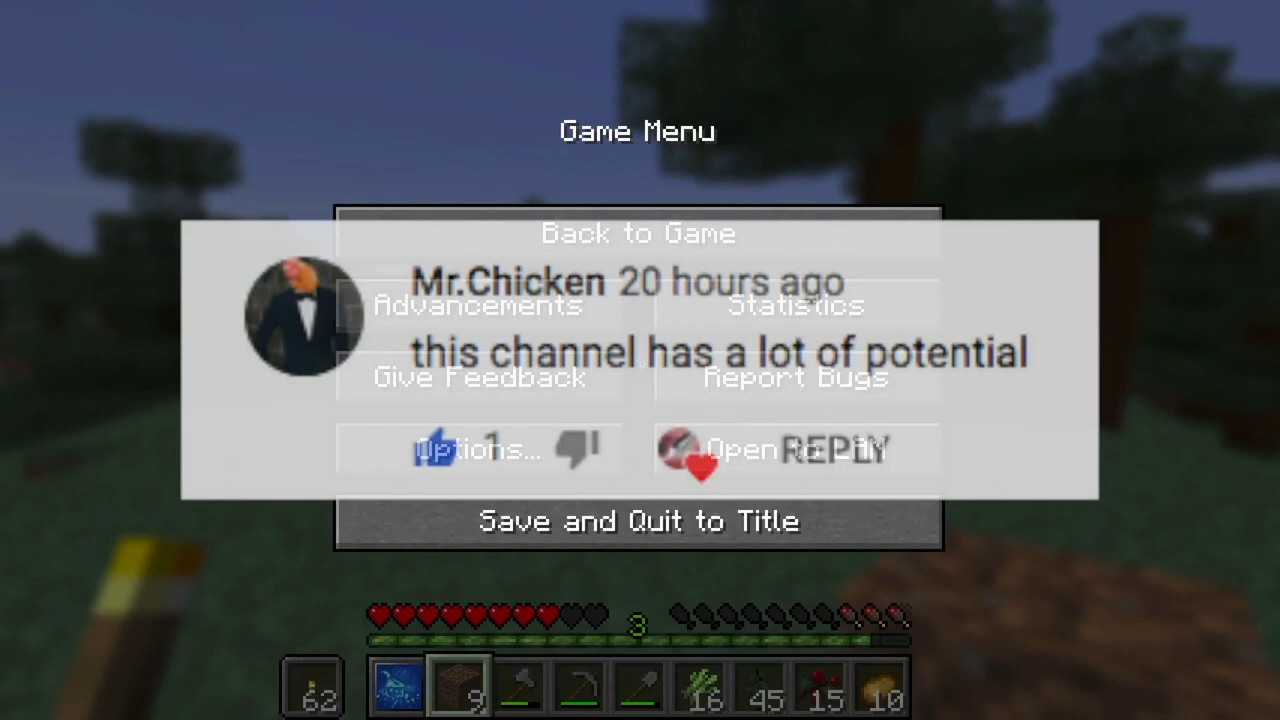 Game Menu
Back to Game
Mr.Chicken 20 hours ago
Advancements Statistics
this channel has a lot of potential
Give Feedback Report Bugs
Options... 1 Open to LAN REPLY
Save and Quit to Title
3
62 9 16 45 15 10